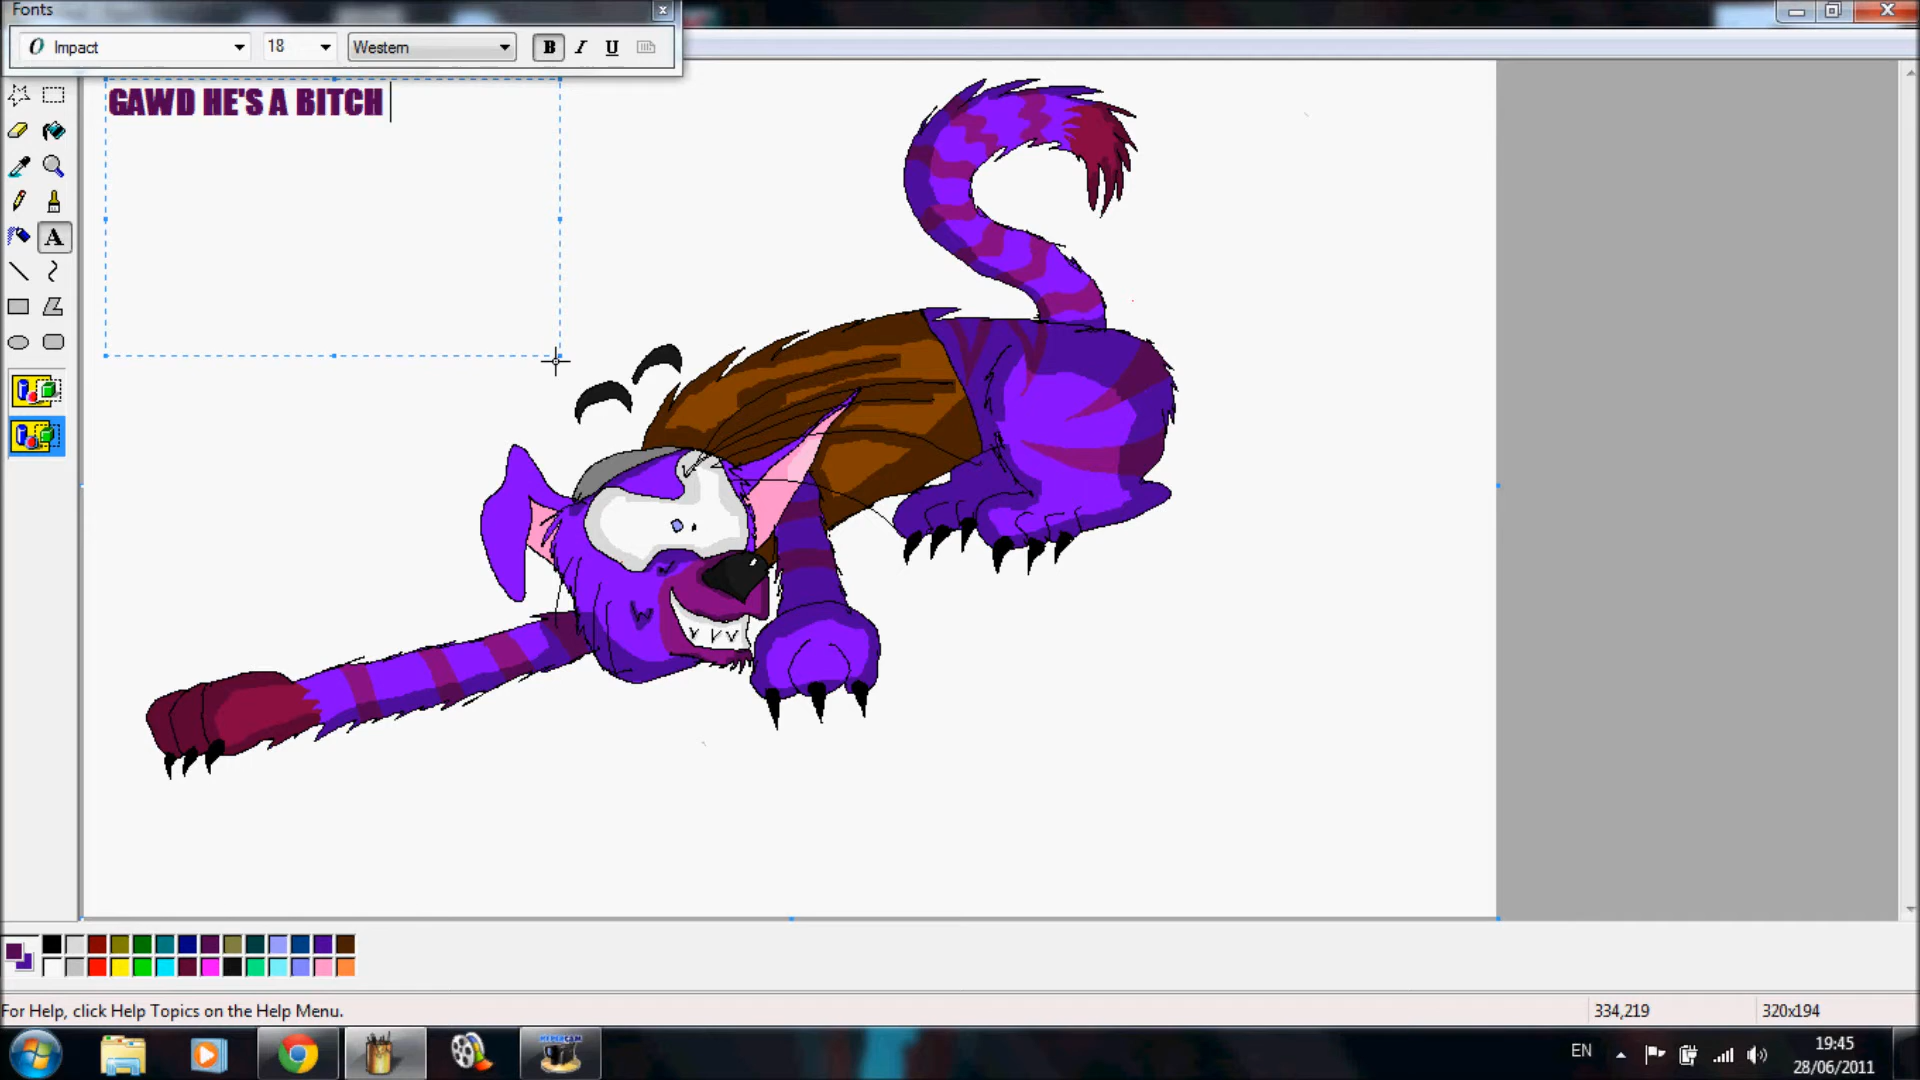 Fonts
Impact
18
Western
B I U
GAWD HE'S A BITCH
A
For Help, click Help Topics on the Help Menu.
334,219
320x194
HYPERCAM
EN
19:45
28/06/2011